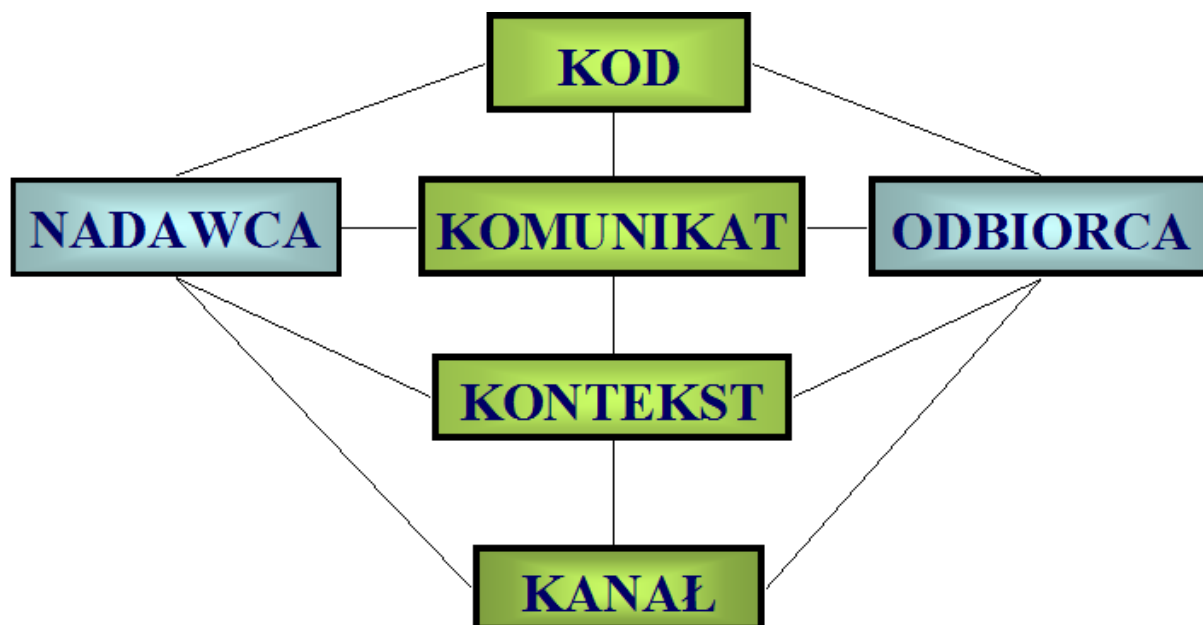 KOD
NADAWCA
KOMUNIKAT
ODBIORCA
KONTEKST
KANAŁ